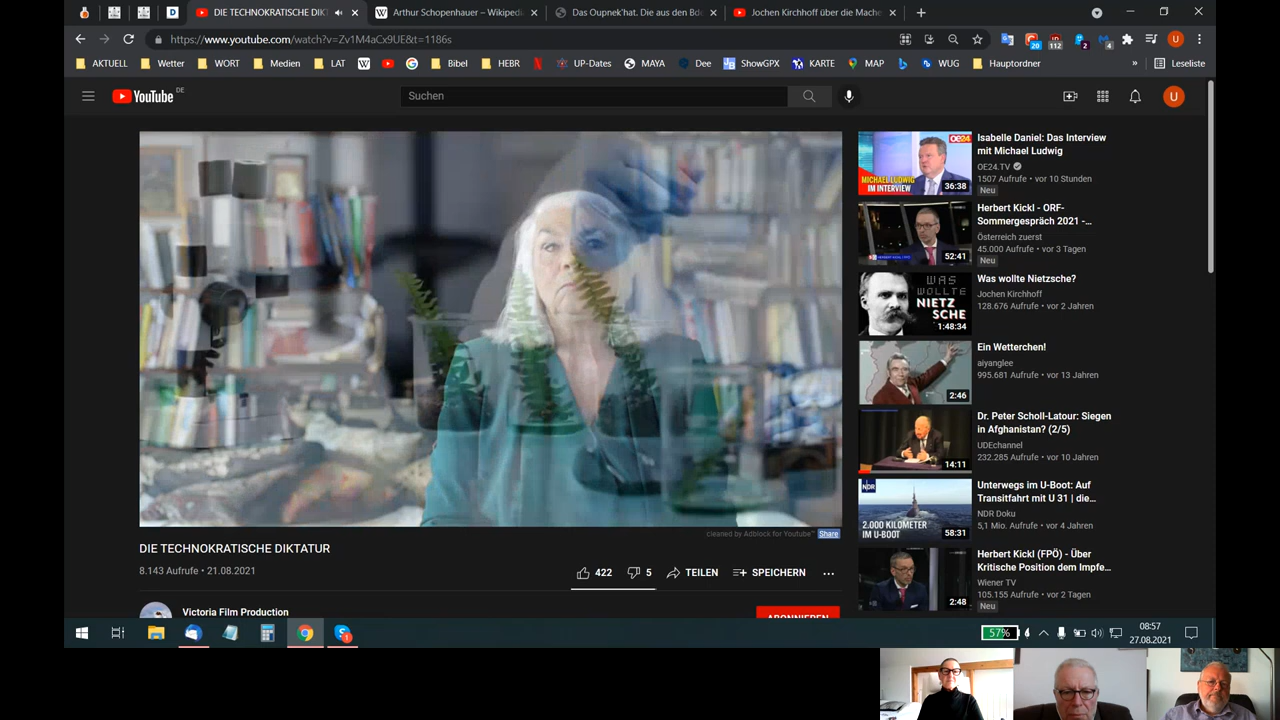 DIE TECHNOKRATISCHE DIKT
Arthur Schopenhauer – Wikipedi
Das Oupnek'hat. Die aus den Bde
Jochen Kirchhoff über die Mache
https://www.youtube.com/watch?v=Zv1M4aCx9UE&t=1186s
20
112
2
4
U
AKTUELL
Wetter
WORT
Medien
LAT
W
Bibel
HEBR
UP-Dates
MAYA
Dee
ShowGPX
KARTE
MAP
WUG
Hauptordner
»
Leseliste
YouTube DE
Suchen
U
Isabelle Daniel: Das Interview
mit Michael Ludwig
OE24.TV
1507 Aufrufe • vor 10 Stunden
Neu
OE24
MICHAEL LUDWIG
IM INTERVIEW
36:38
Herbert Kickl - ORF-
Sommergespräch 2021 -...
Österreich zuerst
45.000 Aufrufe • vor 3 Tagen
Neu
52:41
Was wollte Nietzsche?
Jochen Kirchhoff
128.676 Aufrufe • vor 2 Jahren
WAS
WOLLTE
NIETZ
SCHE
1:48:34
Ein Wetterchen!
aiyanglee
995.681 Aufrufe • vor 13 Jahren
2:46
Dr. Peter Scholl-Latour: Siegen
in Afghanistan? (2/5)
UDEchannel
232.285 Aufrufe • vor 10 Jahren
14:11
Unterwegs im U-Boot: Auf
Transitfahrt mit U 31 | die...
NDR Doku
5,1 Mio. Aufrufe • vor 4 Jahren
NDR
2.000 KILOMETER
IM U-BOOT
58:31
Herbert Kickl (FPÖ) - Über
Kritische Position dem Impfe...
Wiener TV
105.155 Aufrufe • vor 2 Tagen
Neu
2:48
cleaned by Adblock for Youtube™ Share
DIE TECHNOKRATISCHE DIKTATUR
8.143 Aufrufe • 21.08.2021
422
5
TEILEN
SPEICHERN
Victoria Film Production
ABONNIEREN
57%
08:57
27.08.2021